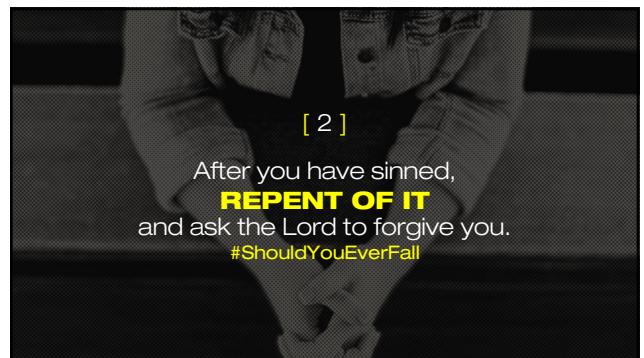 [ 2 ]
After you have sinned,
REPENT OF IT
and ask the Lord to forgive you.
#ShouldYouEverFall